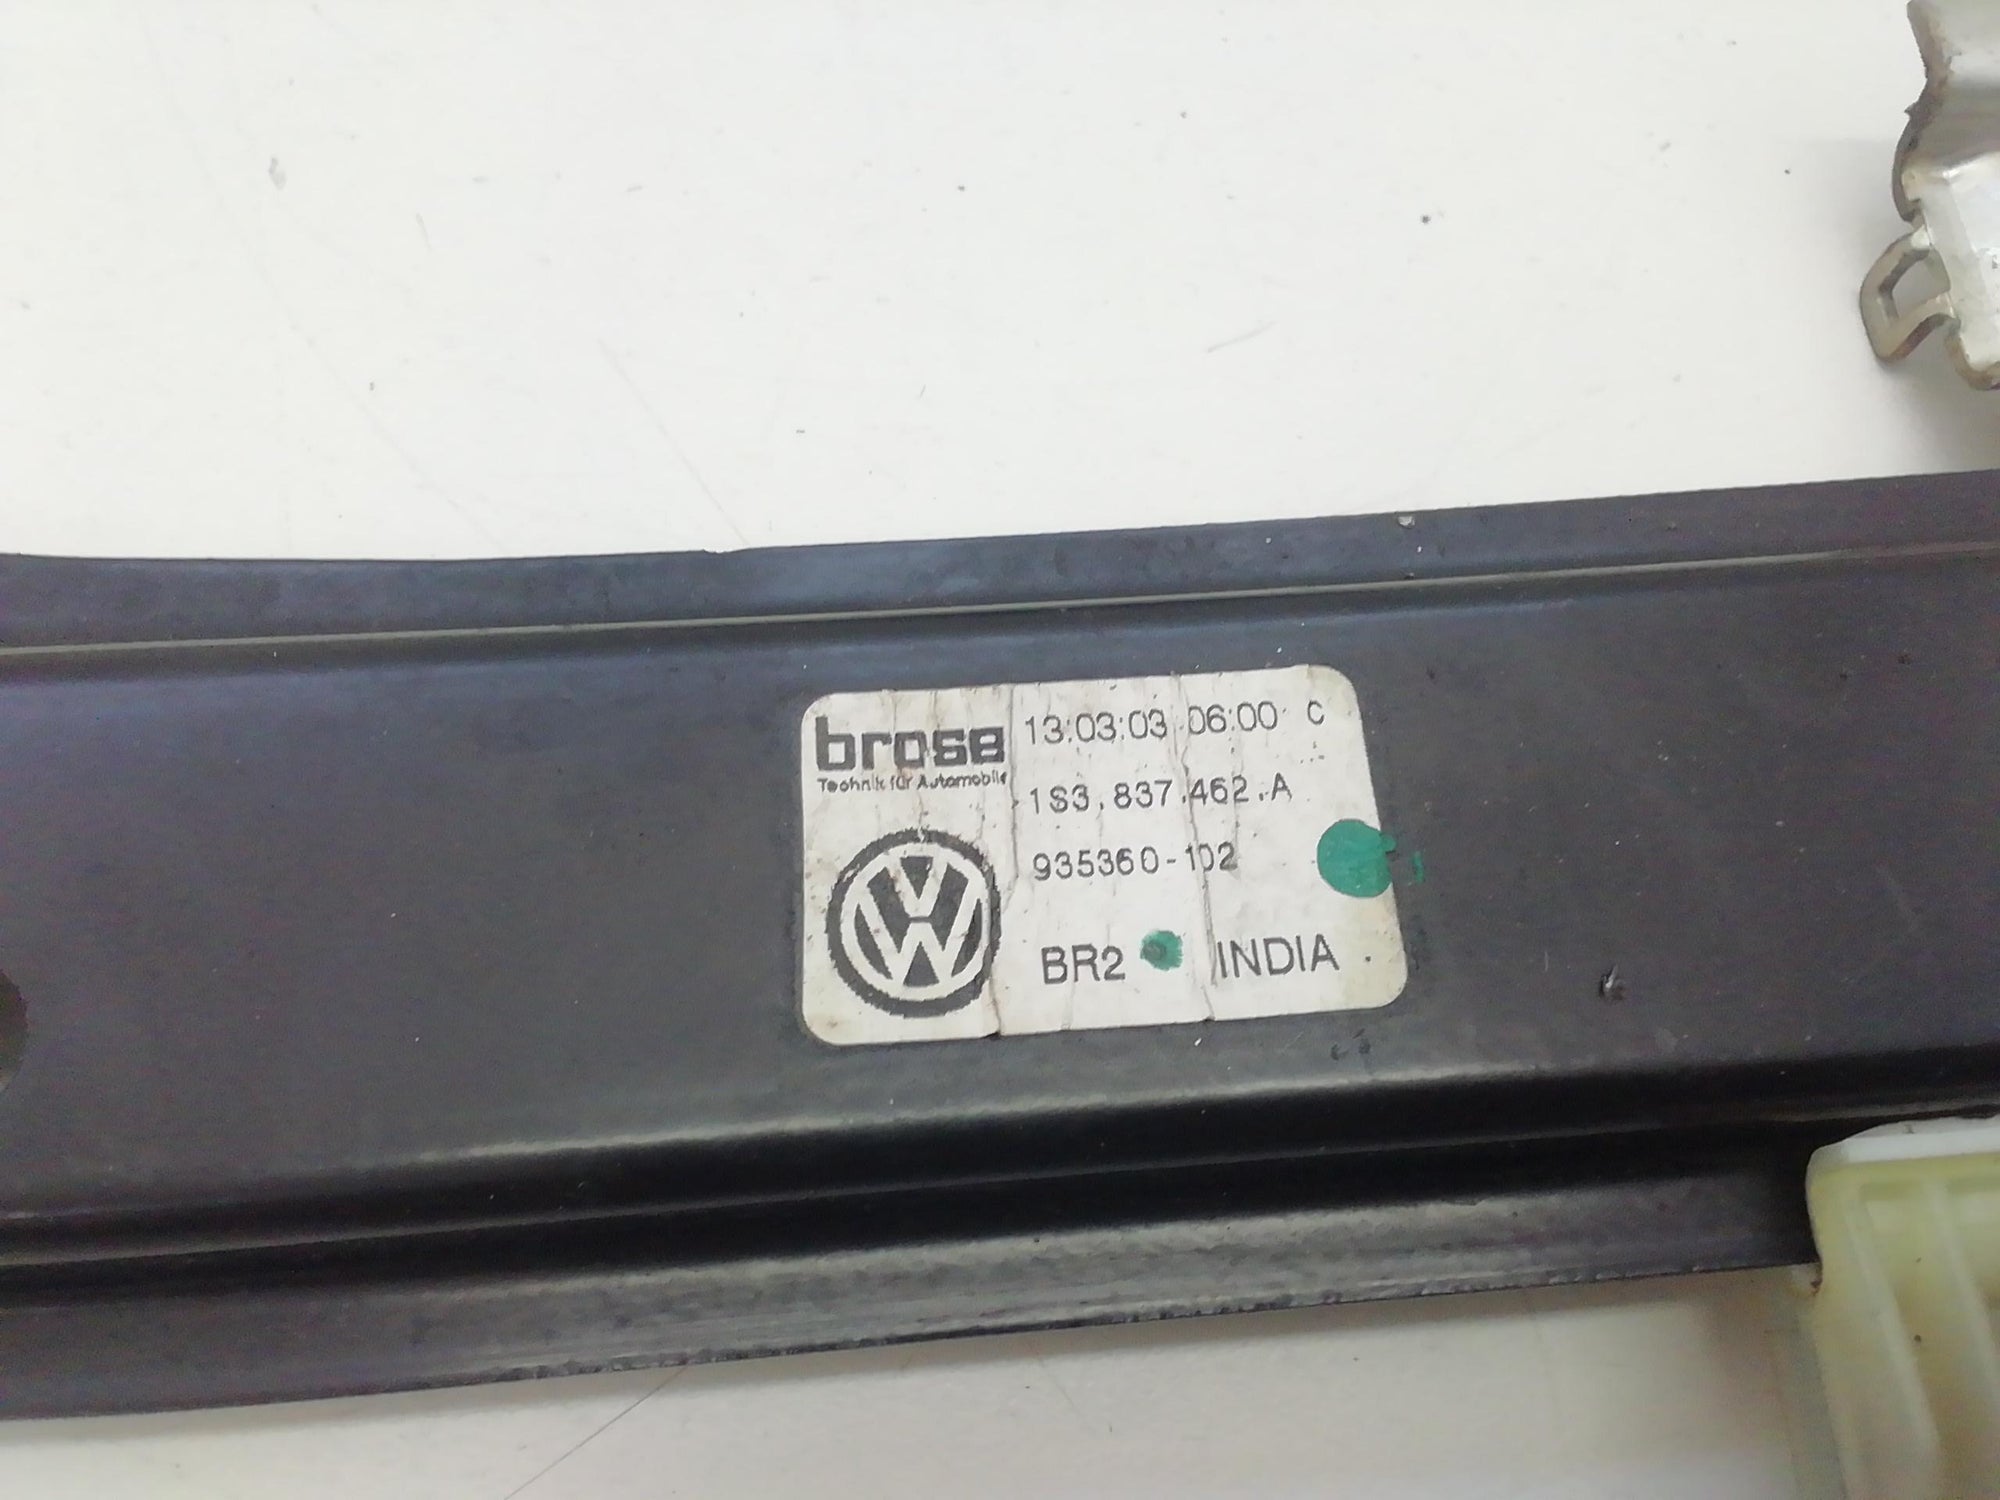 brose
Technik für Automobile
13:03:03 06:00 C
1S3.837.462.A
935360-102
BR2 INDIA